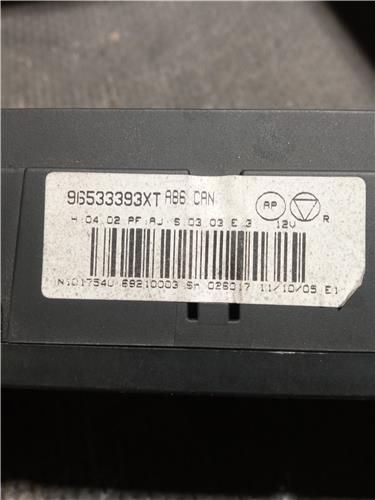 96533393XT A86 CAN
AP
H 04 02 PF AJ S 03 03 E 3 12V R
N101754U 69210003 SH 026017 11/10/05 E1